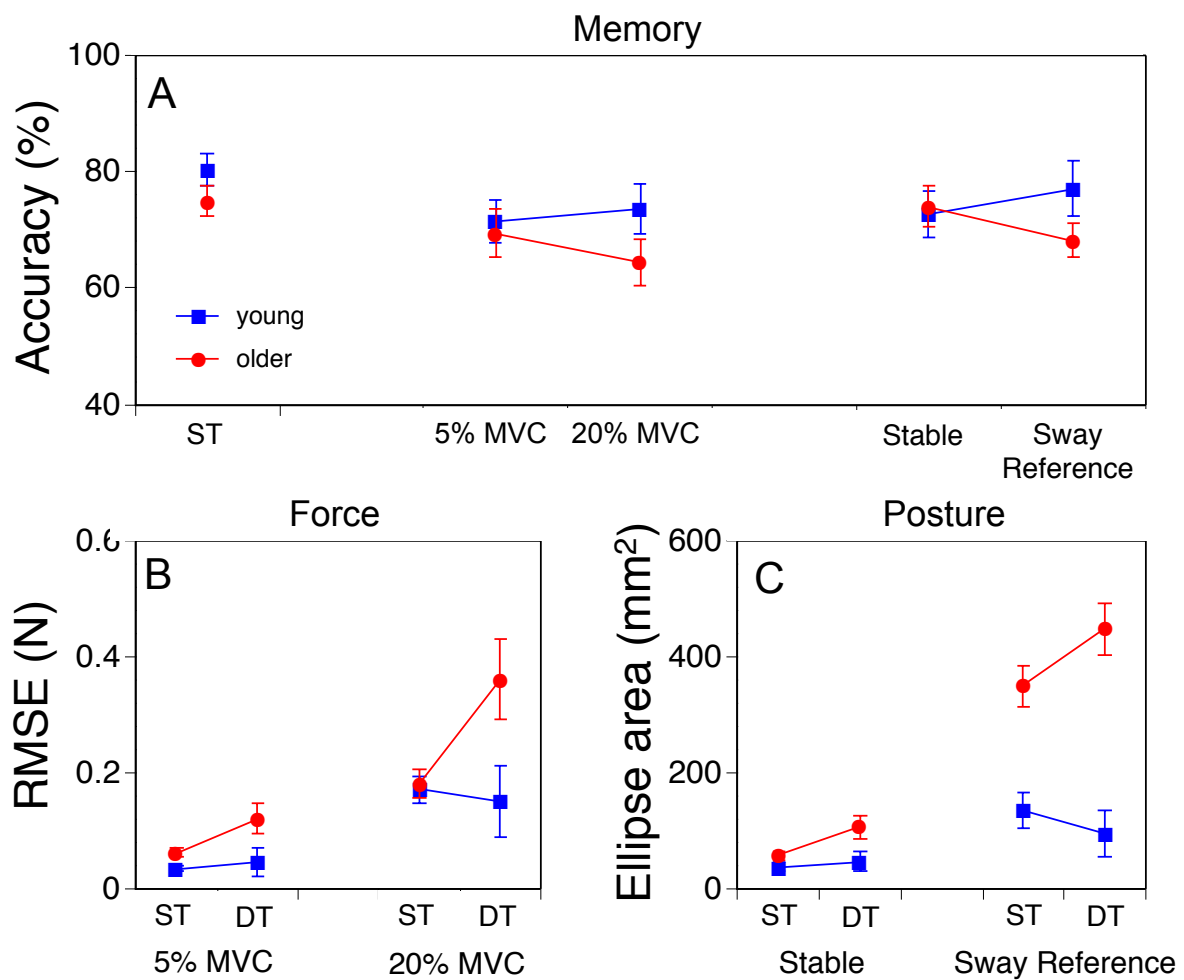 Memory
A
Accuracy (%)
100
80
60
40
young
older
ST
5% MVC
20% MVC
Stable
Sway
Reference
Force
B
RMSE (N)
0.6
0.4
0.2
0
ST
DT
ST
DT
5% MVC
20% MVC
Posture
C
Ellipse area (mm²)
600
400
200
0
ST
DT
ST
DT
Stable
Sway Reference